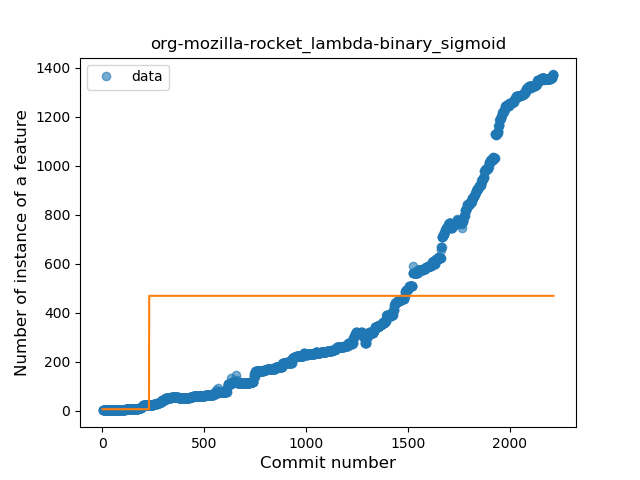 org-mozilla-rocket_lambda-binary_sigmoid
data
Number of instance of a feature
1400
1200
1000
800
600
400
200
0
0 500 1000 1500 2000
Commit number